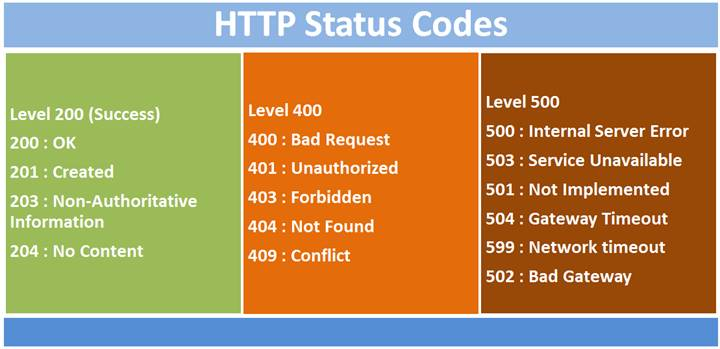 HTTP Status Codes
Level 200 (Success)
200 : OK
201 : Created
203 : Non-Authoritative
Information
204 : No Content
Level 400
400 : Bad Request
401 : Unauthorized
403 : Forbidden
404 : Not Found
409 : Conflict
Level 500
500 : Internal Server Error
503 : Service Unavailable
501 : Not Implemented
504 : Gateway Timeout
599 : Network timeout
502 : Bad Gateway